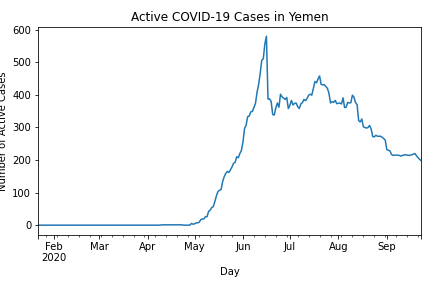 Active COVID-19 Cases in Yemen
Number of Active Cases
600
500
400
300
200
100
0
Feb Mar Apr May Jun Jul Aug Sep
2020
Day